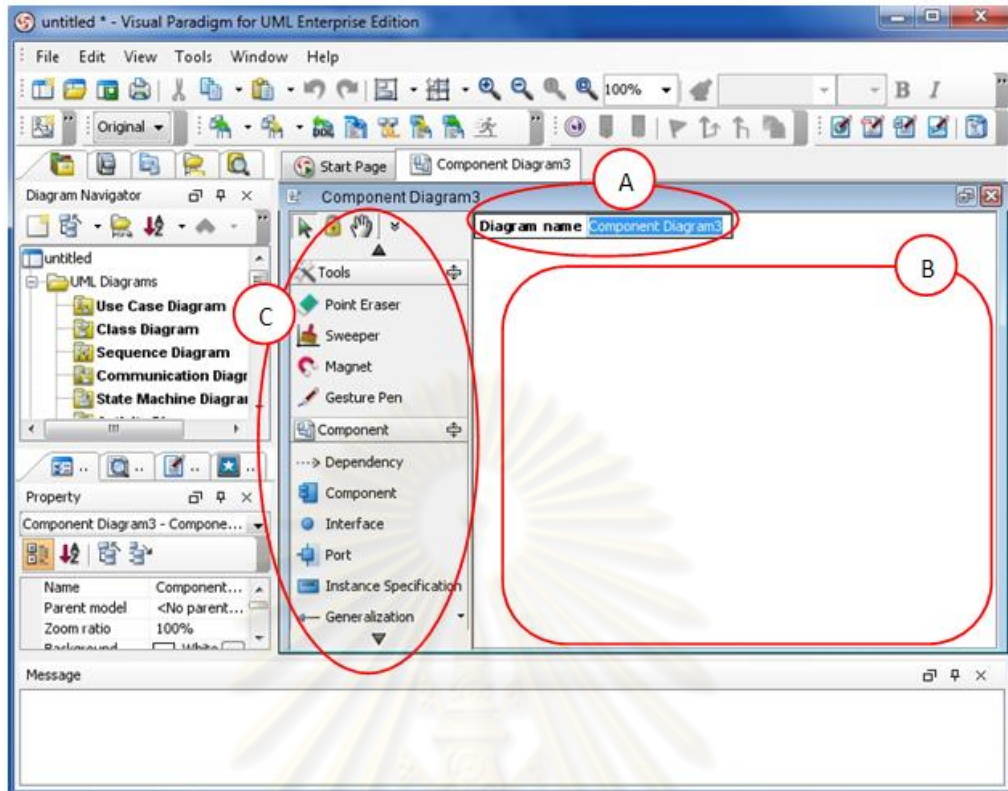 untitled * - Visual Paradigm for UML Enterprise Edition
File Edit View Tools Window Help
100% B I
Original
Start Page Component Diagram3
Diagram Navigator
Component Diagram3
A
Diagram name Component Diagram3
B
C
untitled
UML Diagrams
Use Case Diagram
Class Diagram
Sequence Diagram
Communication Diagr
State Machine Diagrar
Tools
Point Eraser
Sweeper
Magnet
Gesture Pen
Component
Dependency
Component
Interface
Port
Instance Specification
Generalization
Property
Component Diagram3 - Compone...
Name Component...
Parent model <No parent...
Zoom ratio 100%
Message